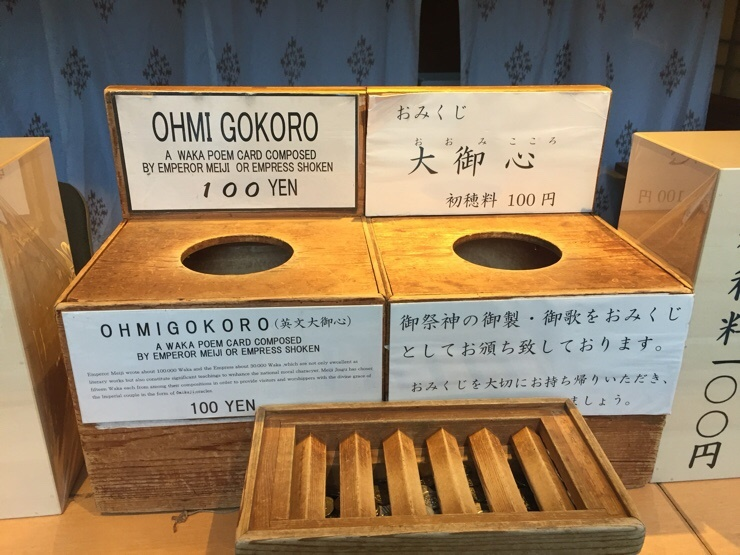 OHMI GOKORO
A WAKA POEM CARD COMPOSED
BY EMPEROR MEIJI OR EMPRESS SHOKEN
100 YEN
おみくじ
おおみこころ
大御心
初穂料 100円
OHMIGOKORO(英文大御心)
A WAKA POEM CARD COMPOSED
BY EMPEROR MEIJI OR EMPRESS SHOKEN
Emperor Meiji wrote about 100,000 Waka and the Empress about 30,000 Waka, which are not only excellent as
literary works but also constitute significant teachings to enhance the national moral character. Meiji Jingu has chosen
fifteen Waka each from among their compositions in order to provide visitors and worshippers with the divine grace of
the Imperial couple in the form of Omikuji-oracles.
100 YEN
御祭神の御製・御歌をおみくじ
としてお頒ち致しております。
おみくじを大切にお持ち帰りいただき、
ましょう。
100円
料一〇〇円